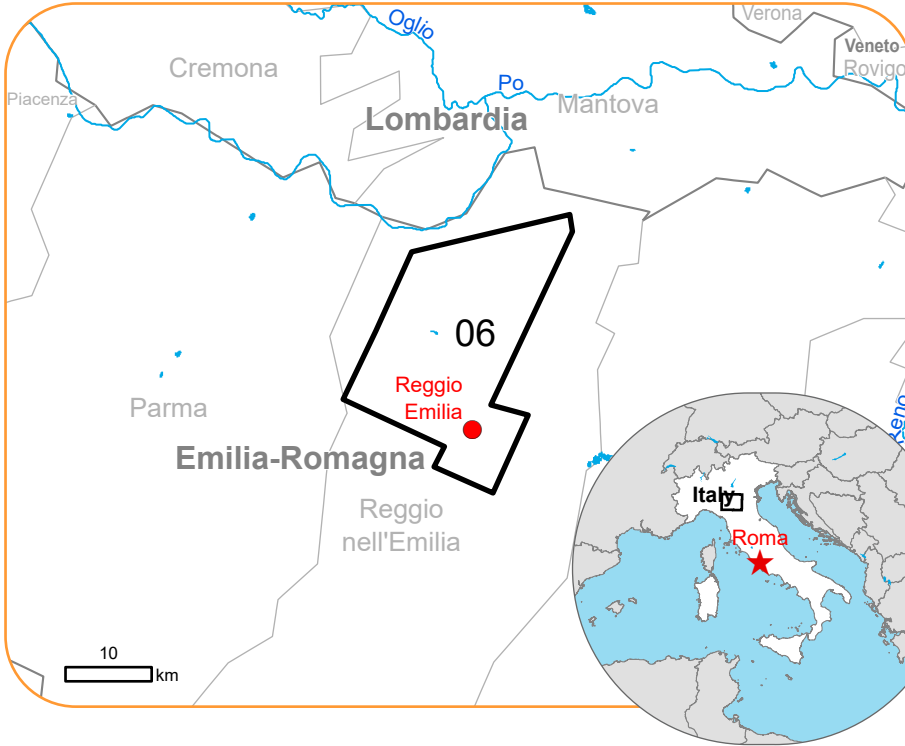 Oglio
Verona
Veneto
Rovigo
Cremona
Po
Piacenza
Mantova
Lombardia
06
Reggio
Emilia
Parma
Emilia-Romagna
Reggio
nell'Emilia
Reno
Italy
Roma
10
km